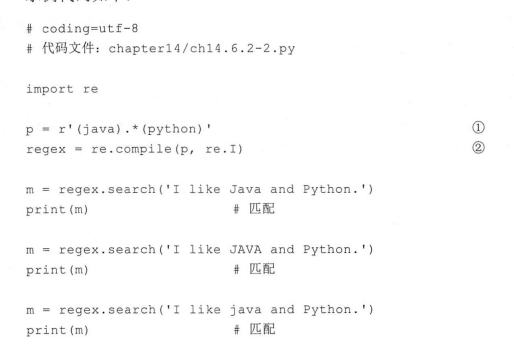 # coding=utf-8
# 代码文件：chapter14/ch14.6.2-2.py
import re
p = r'(java).*(python)' ①
regex = re.compile(p, re.I) ②
m = regex.search('I like Java and Python.')
print(m) # 匹配
m = regex.search('I like JAVA and Python.')
print(m) # 匹配
m = regex.search('I like java and Python.')
print(m) # 匹配